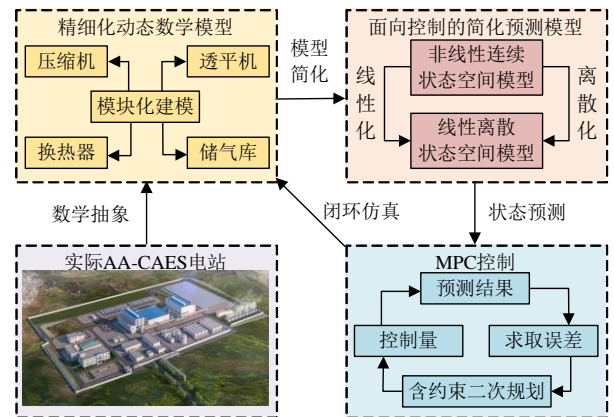 精细化动态数学模型
压缩机
透平机
模块化建模
换热器
储气库
模型
简化
面向控制的简化预测模型
非线性连续
状态空间模型
线性化
离散化
线性离散
状态空间模型
数学抽象
闭环仿真
状态预测
实际AA-CAES电站
MPC控制
预测结果
控制量
求取误差
含约束二次规划